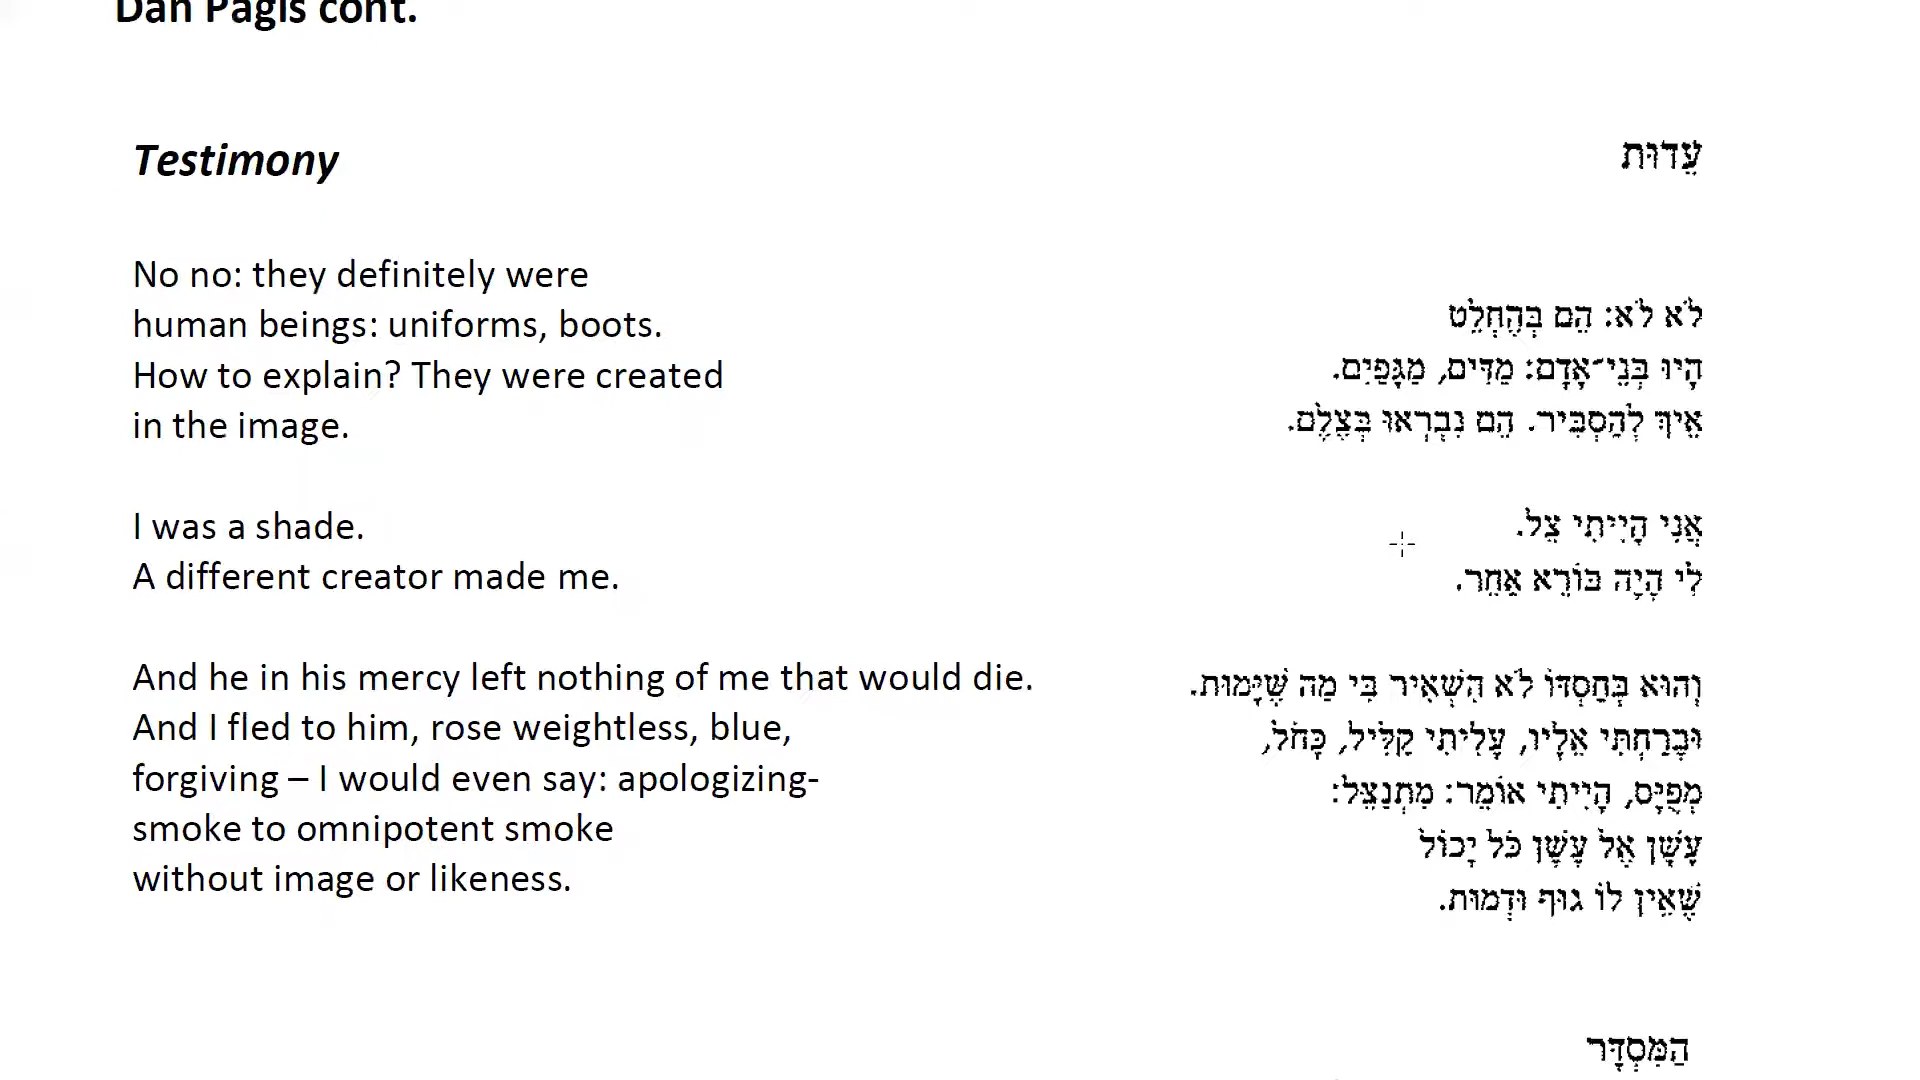 Dan Pagis cont.
Testimony
No no: they definitely were
human beings: uniforms, boots.
How to explain? They were created
in the image.
I was a shade.
A different creator made me.
And he in his mercy left nothing of me that would die.
And I fled to him, rose weightless, blue,
forgiving – I would even say: apologizing-
smoke to omnipotent smoke
without image or likeness.
עֵדוּת
לֹא לֹא: הֵם בְּהֶחְלֵט
הָיוּ בְּנֵי־אָדָם: מַדִּים, מַגָּפַיִם.
אֵיךְ לְהַסְבִּיר. הֵם נִבְרְאוּ בְּצֶלֶם.
אֲנִי הָיִיתִי צֵל.
לִי הָיָה בּוֹרֵא אַחֵר.
וְהוּא בְּחַסְדּוֹ לֹא הִשְׁאִיר בִּי מַה שֶּׁיָּמוּת.
וּבָרַחְתִּי אֵלָיו, עָלִיתִי קַלִּיל, כָּחֹל,
מְפֻיָּס, הָיִיתִי אוֹמֵר: מִתְנַצֵּל:
עָשָׁן אֶל עָשָׁן כֹּל יָכוֹל
שֶׁאֵין לוֹ גּוּף וּדְמוּת.
הַמִּסְדָּר